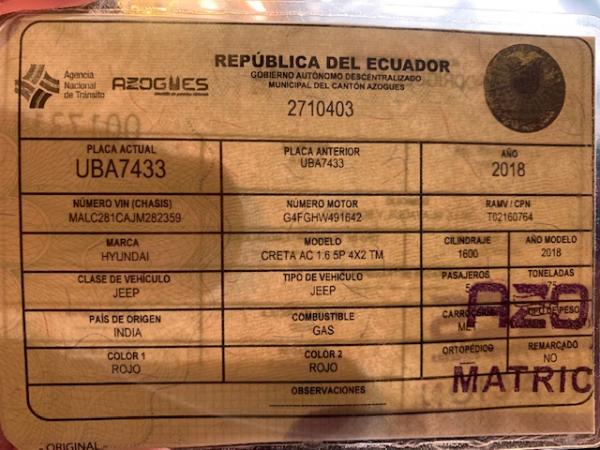 Agencia
Nacional
de Tránsito
AZOGUES
REPÚBLICA DEL ECUADOR
GOBIERNO AUTÓNOMO DESCENTRALIZADO
MUNICIPAL DEL CANTÓN AZOGUES
2710403
PLACA ACTUAL PLACA ANTERIOR AÑO
UBA7433 UBA7433 2018
NÚMERO VIN (CHASIS) NÚMERO MOTOR RAMV / CPN
MALC281CAJM282359 G4FGHW491642 T02160764
MARCA MODELO CILINDRAJE AÑO MODELO
HYUNDAI CRETA AC 1.6 5P 4X2 TM 1600 2018
CLASE DE VEHÍCULO TIPO DE VEHÍCULO PASAJEROS TONELADAS
JEEP JEEP 5
PAÍS DE ORIGEN COMBUSTIBLE TIPO DE PESO
INDIA GAS
COLOR 1 COLOR 2 ORTOPÉDICO REMARCADO
ROJO ROJO NO
AZO
MATRIC
OBSERVACIONES
- ORIGINAL -